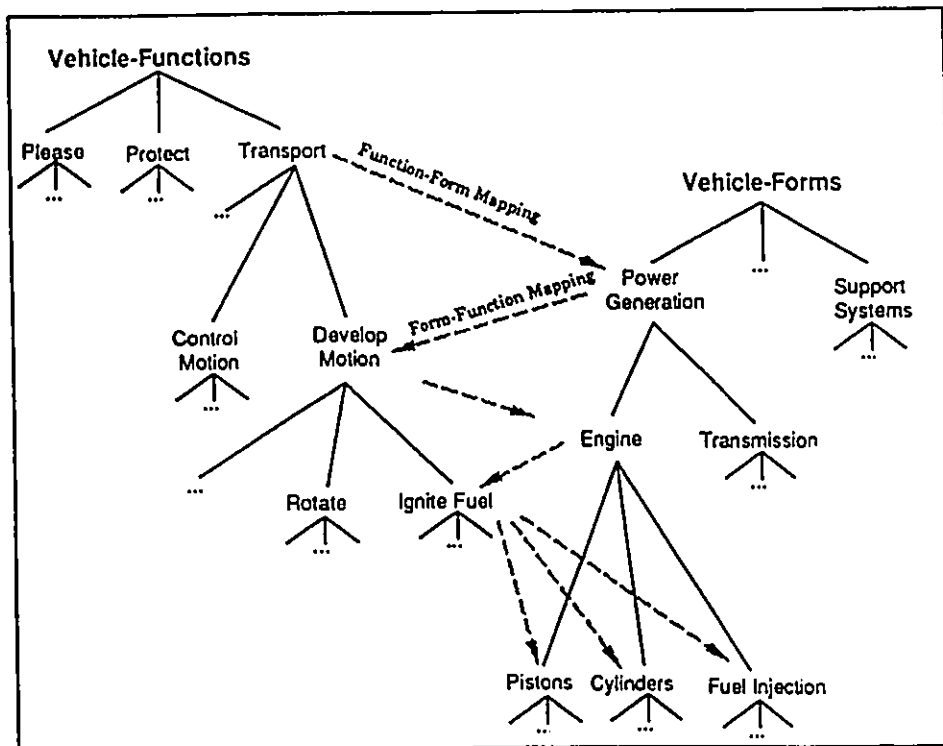 Vehicle-Functions
Please
Protect
Transport
...
...
...
Function-Form Mapping
Vehicle-Forms
...
Power
Generation
Support
Systems
...
Form-Function Mapping
Control
Motion
...
Develop
Motion
Engine
Transmission
...
...
Rotate
...
Ignite Fuel
...
Pistons
...
Cylinders
...
Fuel Injection
...